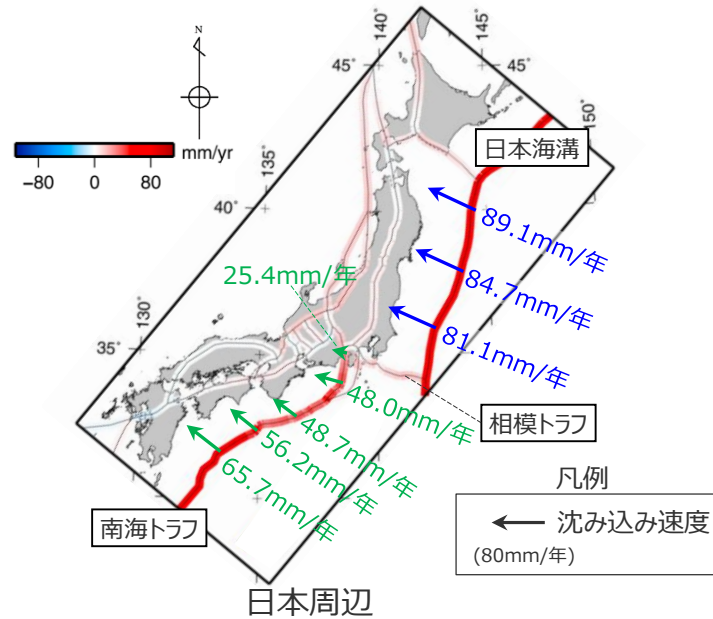 140°
145°
45°
150°
日本海溝
mm/yr
−80
0
80
135°
40°
45°
89.1mm/年
84.7mm/年
25.4mm/年
81.1mm/年
130°
35°
40°
48.0mm/年
相模トラフ
48.7mm/年
56.2mm/年
65.7mm/年
南海トラフ
35°
凡例
沈み込み速度
(80mm/年)
日本周辺